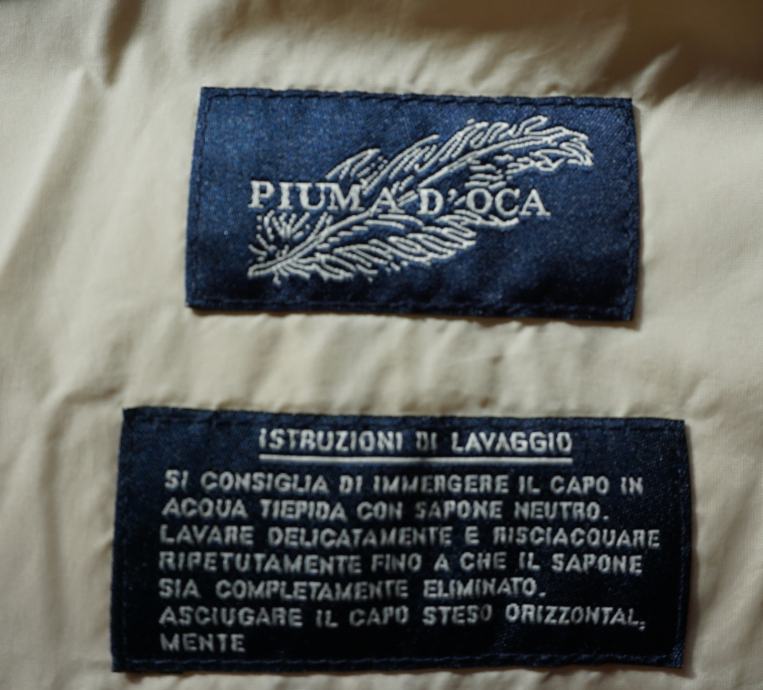 PIUMA D'OCA
ISTRUZIONI DI LAVAGGIO
SI CONSIGLIA DI IMMERGERE IL CAPO IN
ACQUA TIEPIDA CON SAPONE NEUTRO.
LAVARE DELICATAMENTE E RISCIACQUARE
RIPETUTAMENTE FINO A CHE IL SAPONE
SIA COMPLETAMENTE ELIMINATO.
ASCIUGARE IL CAPO STESO ORIZZONTAL_
MENTE